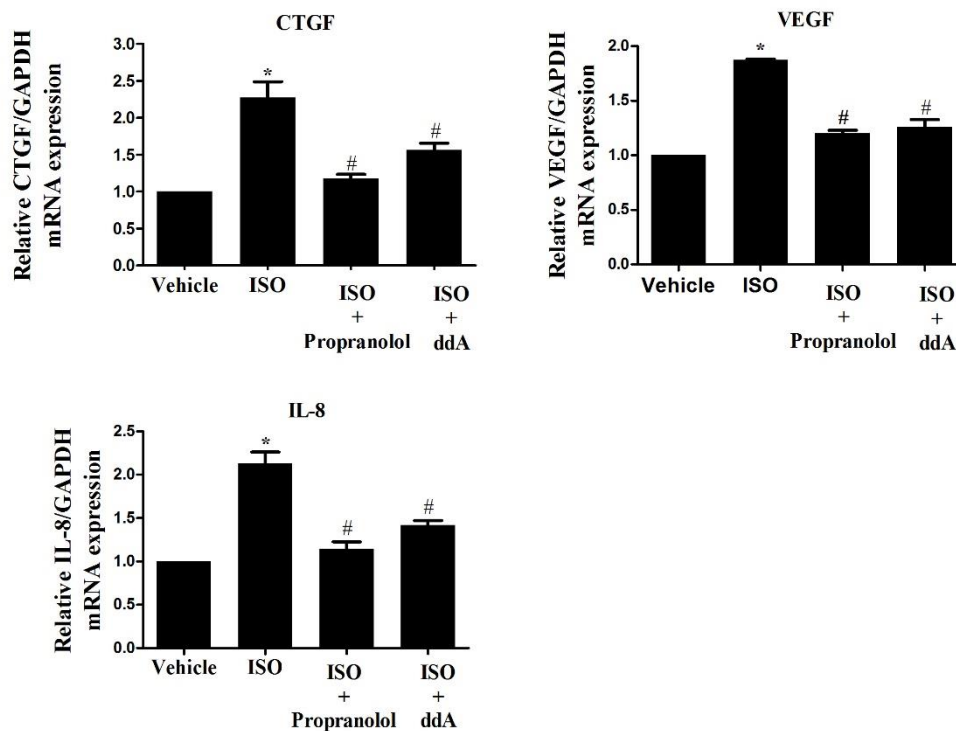 CTGF
Relative CTGF/GAPDH
mRNA expression
3.0
2.5
2.0
1.5
1.0
0.5
0.0
*
#
#
Vehicle
ISO
ISO
+
Propranolol
ISO
+
ddA
VEGF
Relative VEGF/GAPDH
mRNA expression
2.0
1.5
1.0
0.5
0.0
*
#
#
Vehicle
ISO
ISO
+
Propranolol
ISO
+
ddA
IL-8
Relative IL-8/GAPDH
mRNA expression
2.5
2.0
1.5
1.0
0.5
0.0
*
#
#
Vehicle
ISO
ISO
+
Propranolol
ISO
+
ddA